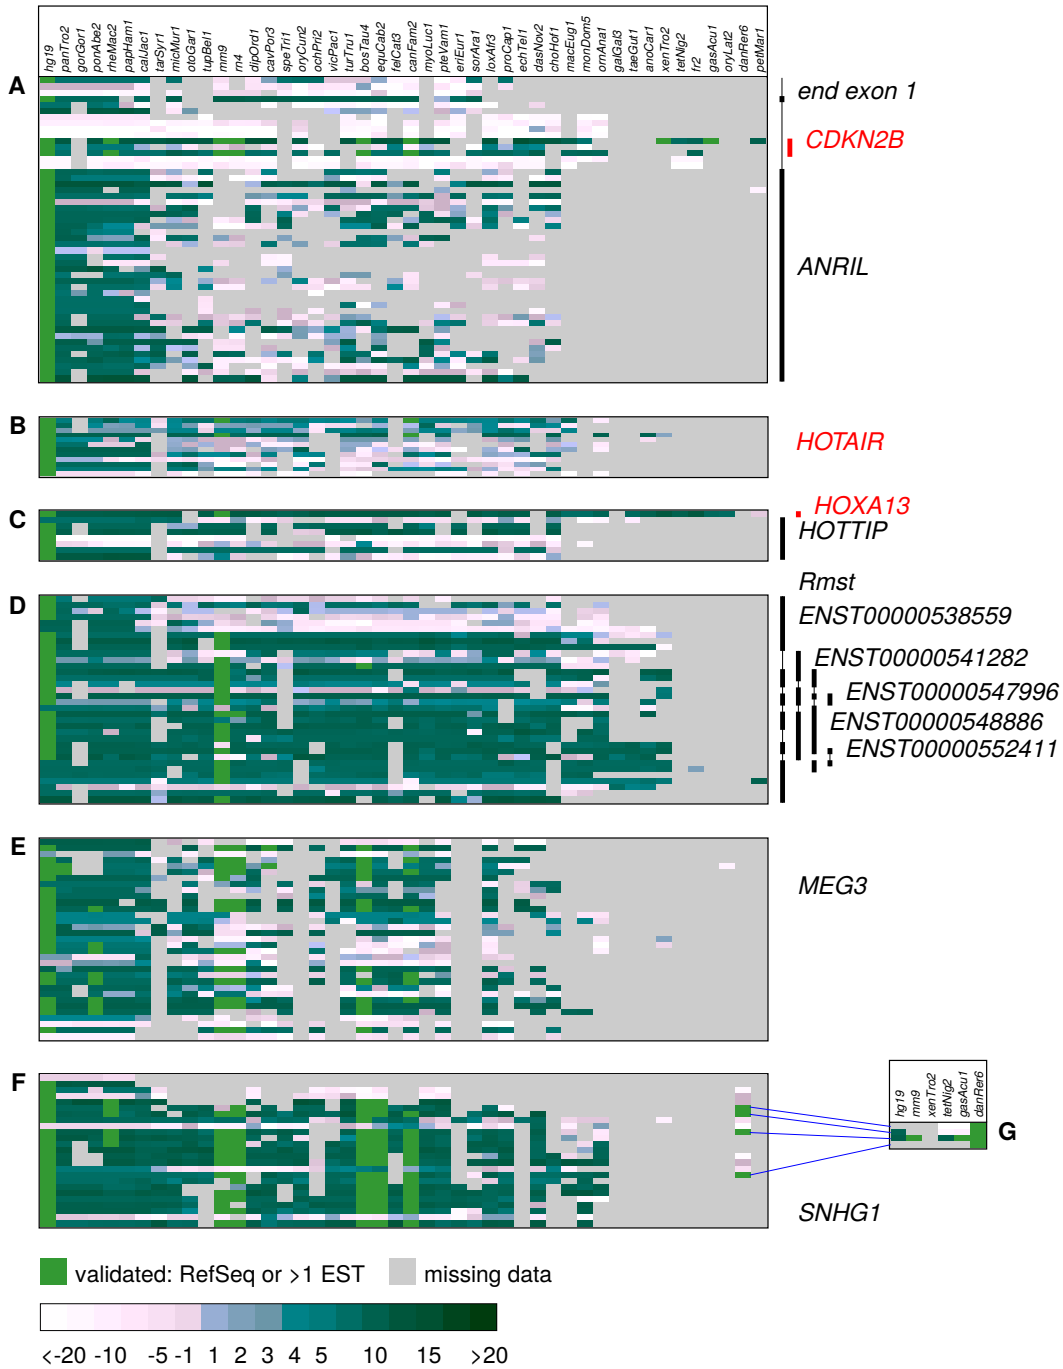 hg19
panTro2
gorGor1
ponAbe2
rheMac2
papHam1
calJac1
tarSyr1
micMur1
otoGar1
tupBel1
mm9
rn4
dipOrd1
cavPor3
speTri1
oryCun2
ochPri2
vicPac1
turTru1
bosTau4
equCab2
felCat3
canFam2
myoLuc1
pteVam1
eriEur1
sorAra1
loxAfr3
proCap1
echTel1
dasNov2
choHof1
macEug1
monDom5
ornAna1
galGal3
taeGut1
anoCar1
xenTro2
tetNig2
fr2
gasAcu1
oryLat2
danRer6
petMar1
A
end exon 1
CDKN2B
ANRIL
B
HOTAIR
C
HOXA13
HOTTIP
D
Rmst
ENST00000538559
ENST00000541282
ENST00000547996
ENST00000548886
ENST00000552411
E
MEG3
F
SNHG1
hg19
mm9
xenTro2
tetNig2
gasAcu1
danRer6
G
validated: RefSeq or >1 EST
missing data
<-20 -10 -5 -1 1 2 3 4 5 10 15 >20